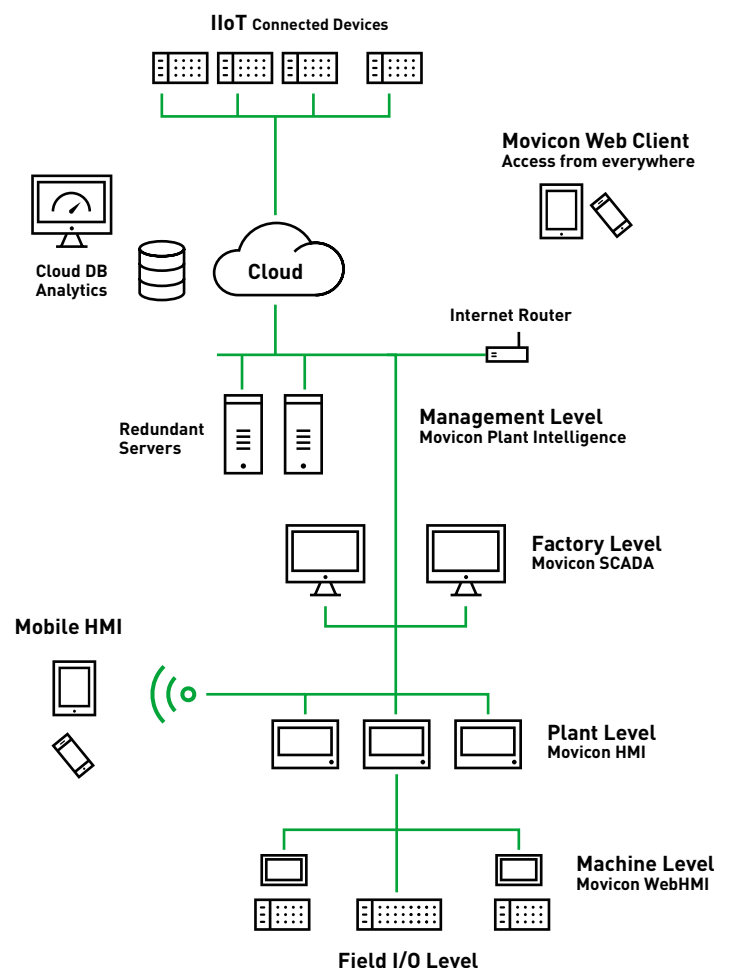 IIoT Connected Devices
Movicon Web Client
Access from everywhere
Cloud DB
Analytics
Cloud
Internet Router
Redundant
Servers
Management Level
Movicon Plant Intelligence
Factory Level
Movicon SCADA
Mobile HMI
Plant Level
Movicon HMI
Machine Level
Movicon WebHMI
Field I/O Level